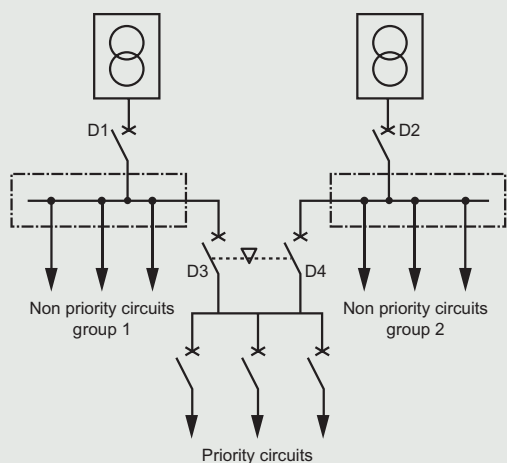 D1
D2
D3
D4
Non priority circuits
group 1
Non priority circuits
group 2
Priority circuits